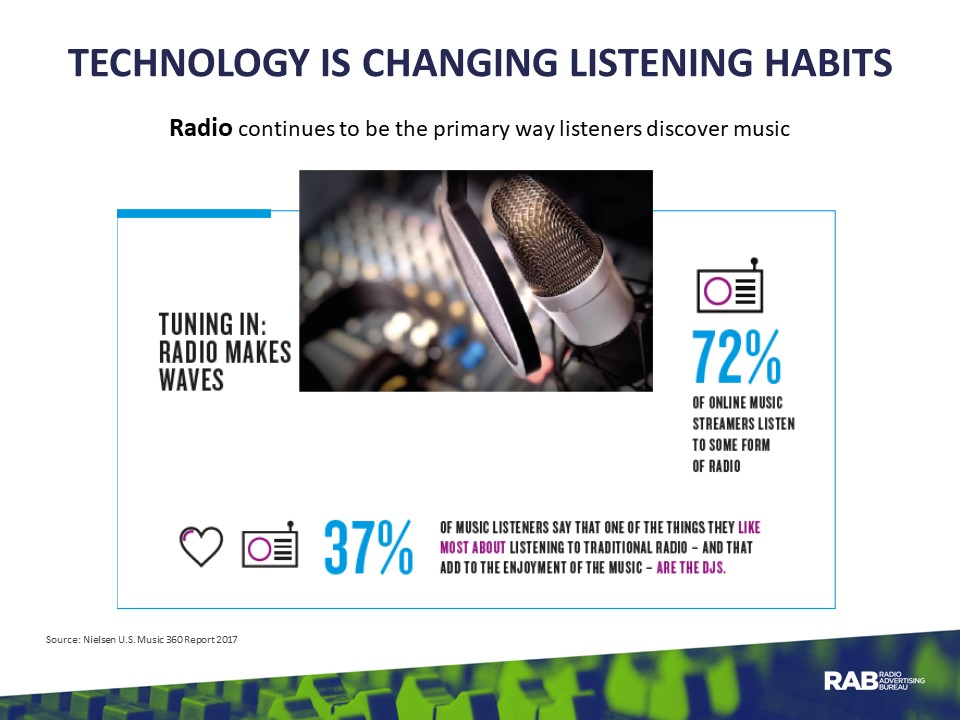 TECHNOLOGY IS CHANGING LISTENING HABITS
Radio continues to be the primary way listeners discover music
TUNING IN:
RADIO MAKES
WAVES
72%
OF ONLINE MUSIC
STREAMERS LISTEN
TO SOME FORM
OF RADIO
37%
OF MUSIC LISTENERS SAY THAT ONE OF THE THINGS THEY LIKE
MOST ABOUT LISTENING TO TRADITIONAL RADIO – AND THAT
ADD TO THE ENJOYMENT OF THE MUSIC – ARE THE DJS.
Source: Nielsen U.S. Music 360 Report 2017
RAB RADIO
ADVERTISING
BUREAU